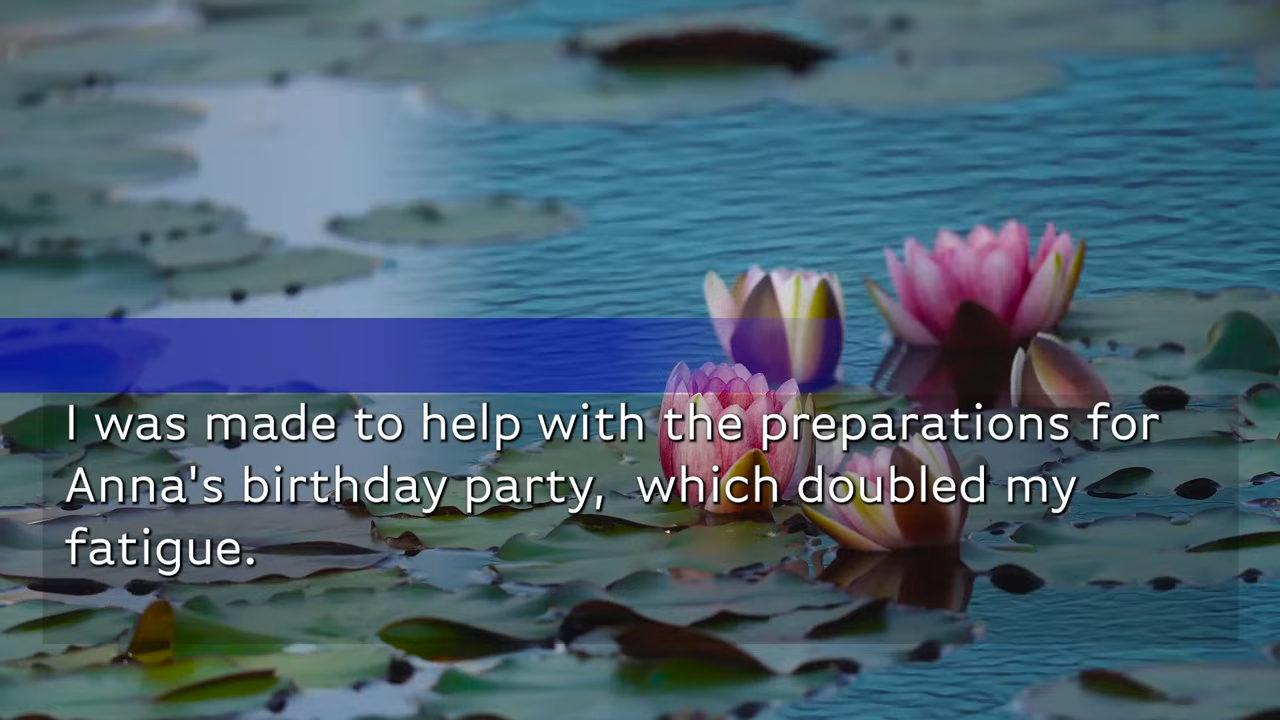 I was made to help with the preparations for
Anna's birthday party,  which doubled my
fatigue.